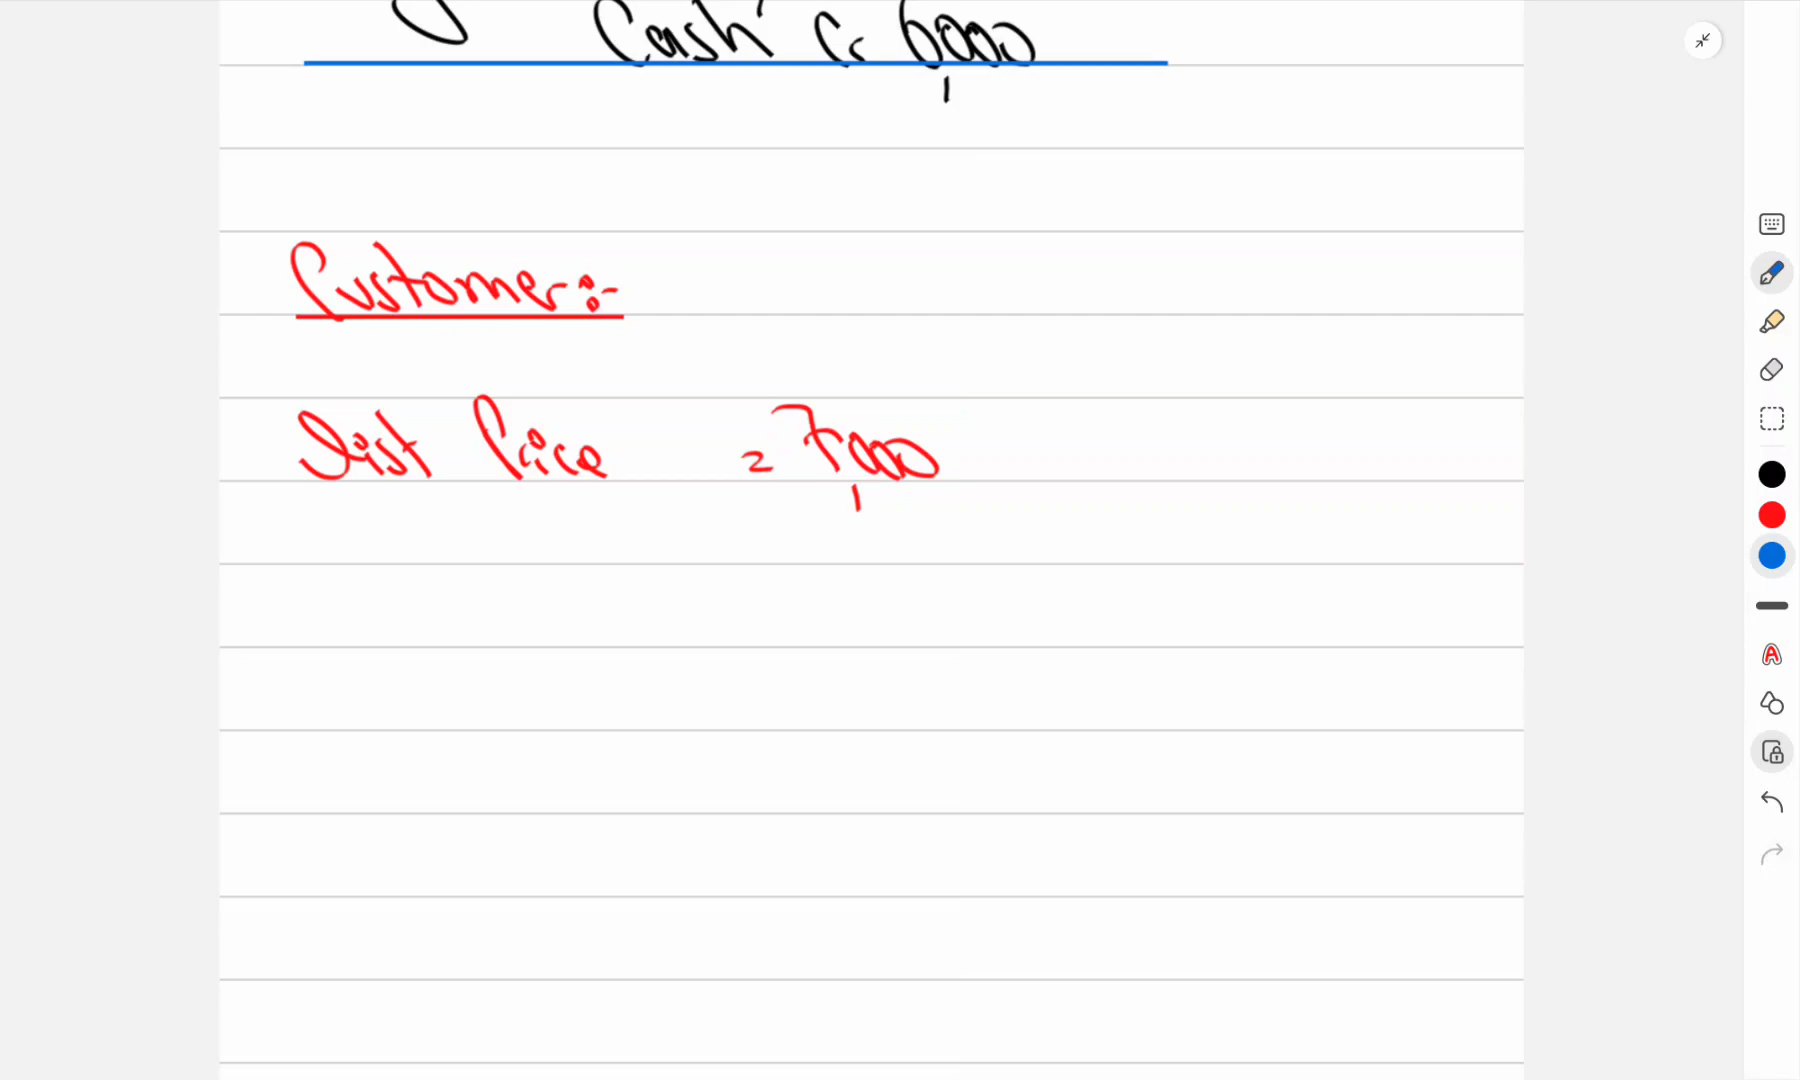 Cash Cr 6,000
Customer:-
List Price = 7,000